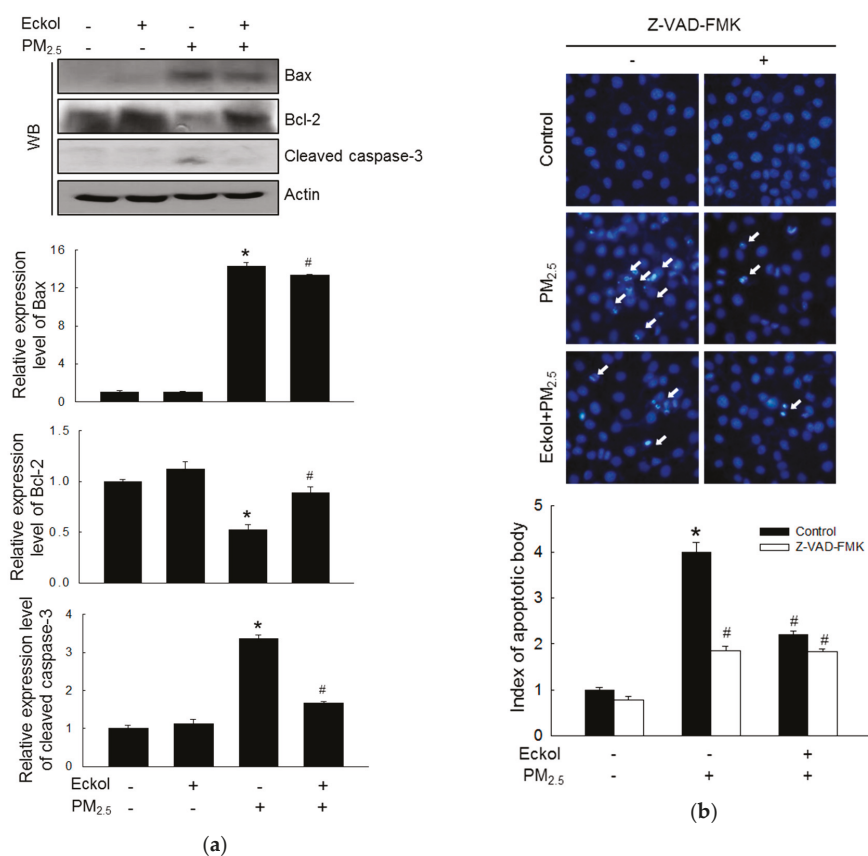 Eckol - + - +
PM2.5 - - + +
WB
Bax
Bcl-2
Cleaved caspase-3
Actin
Relative expression
level of Bax
16
12
8
4
0
*
#
Relative expression
level of Bcl-2
1.5
1.0
0.5
0.0
*
#
Relative expression level
of cleaved caspase-3
4
3
2
1
0
*
#
Eckol - + - +
PM2.5 - - + +
(a)
Z-VAD-FMK
- +
Control
PM2.5
Eckol+PM2.5
Index of apoptotic body
5
4
3
2
1
0
Control
Z-VAD-FMK
*
#
# #
Eckol - - +
PM2.5 - + +
(b)